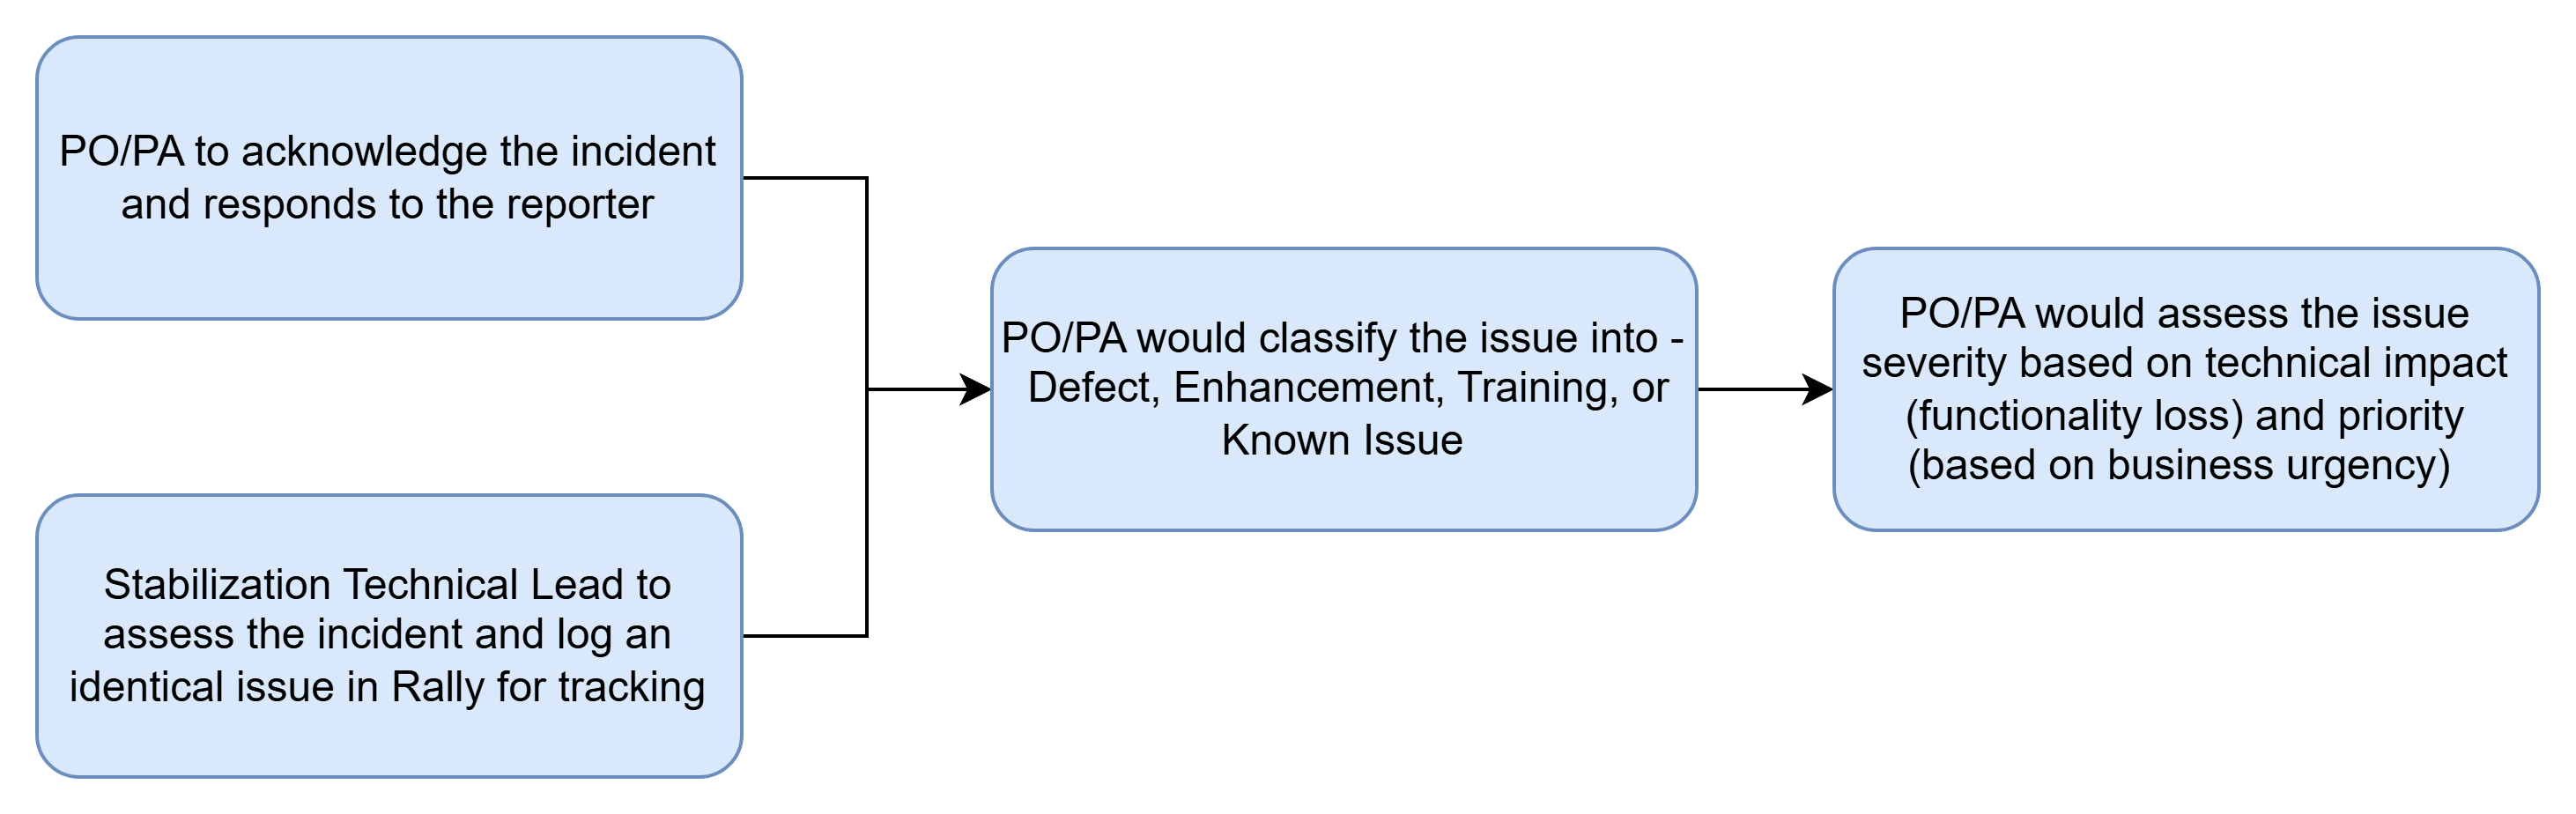 PO/PA to acknowledge the incident
and responds to the reporter
Stabilization Technical Lead to
assess the incident and log an
identical issue in Rally for tracking
PO/PA would classify the issue into -
Defect, Enhancement, Training, or
Known Issue
PO/PA would assess the issue
severity based on technical impact
(functionality loss) and priority
(based on business urgency)